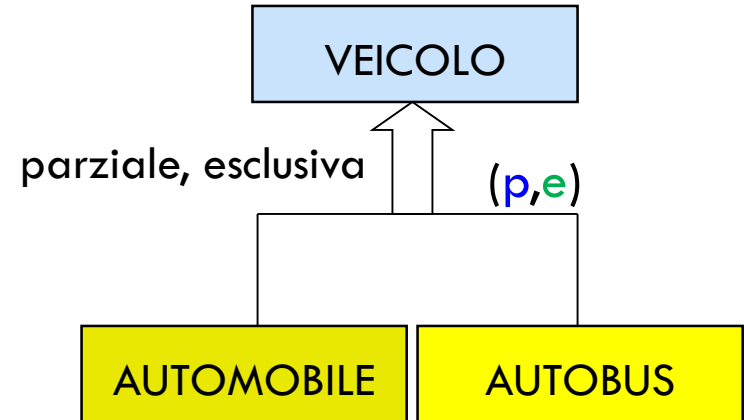 VEICOLO
parziale, esclusiva
(p,e)
AUTOMOBILE
AUTOBUS